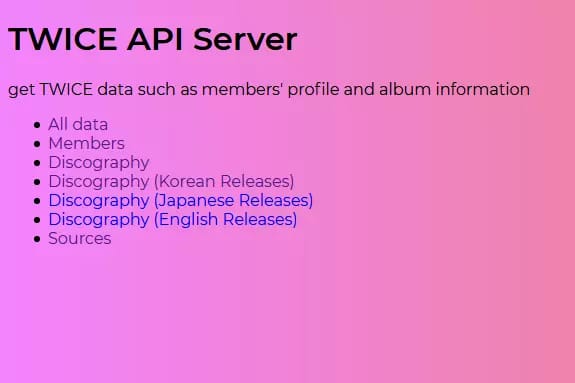 TWICE API Server
get TWICE data such as members' profile and album information
All data
Members
Discography
Discography (Korean Releases)
Discography (Japanese Releases)
Discography (English Releases)
Sources